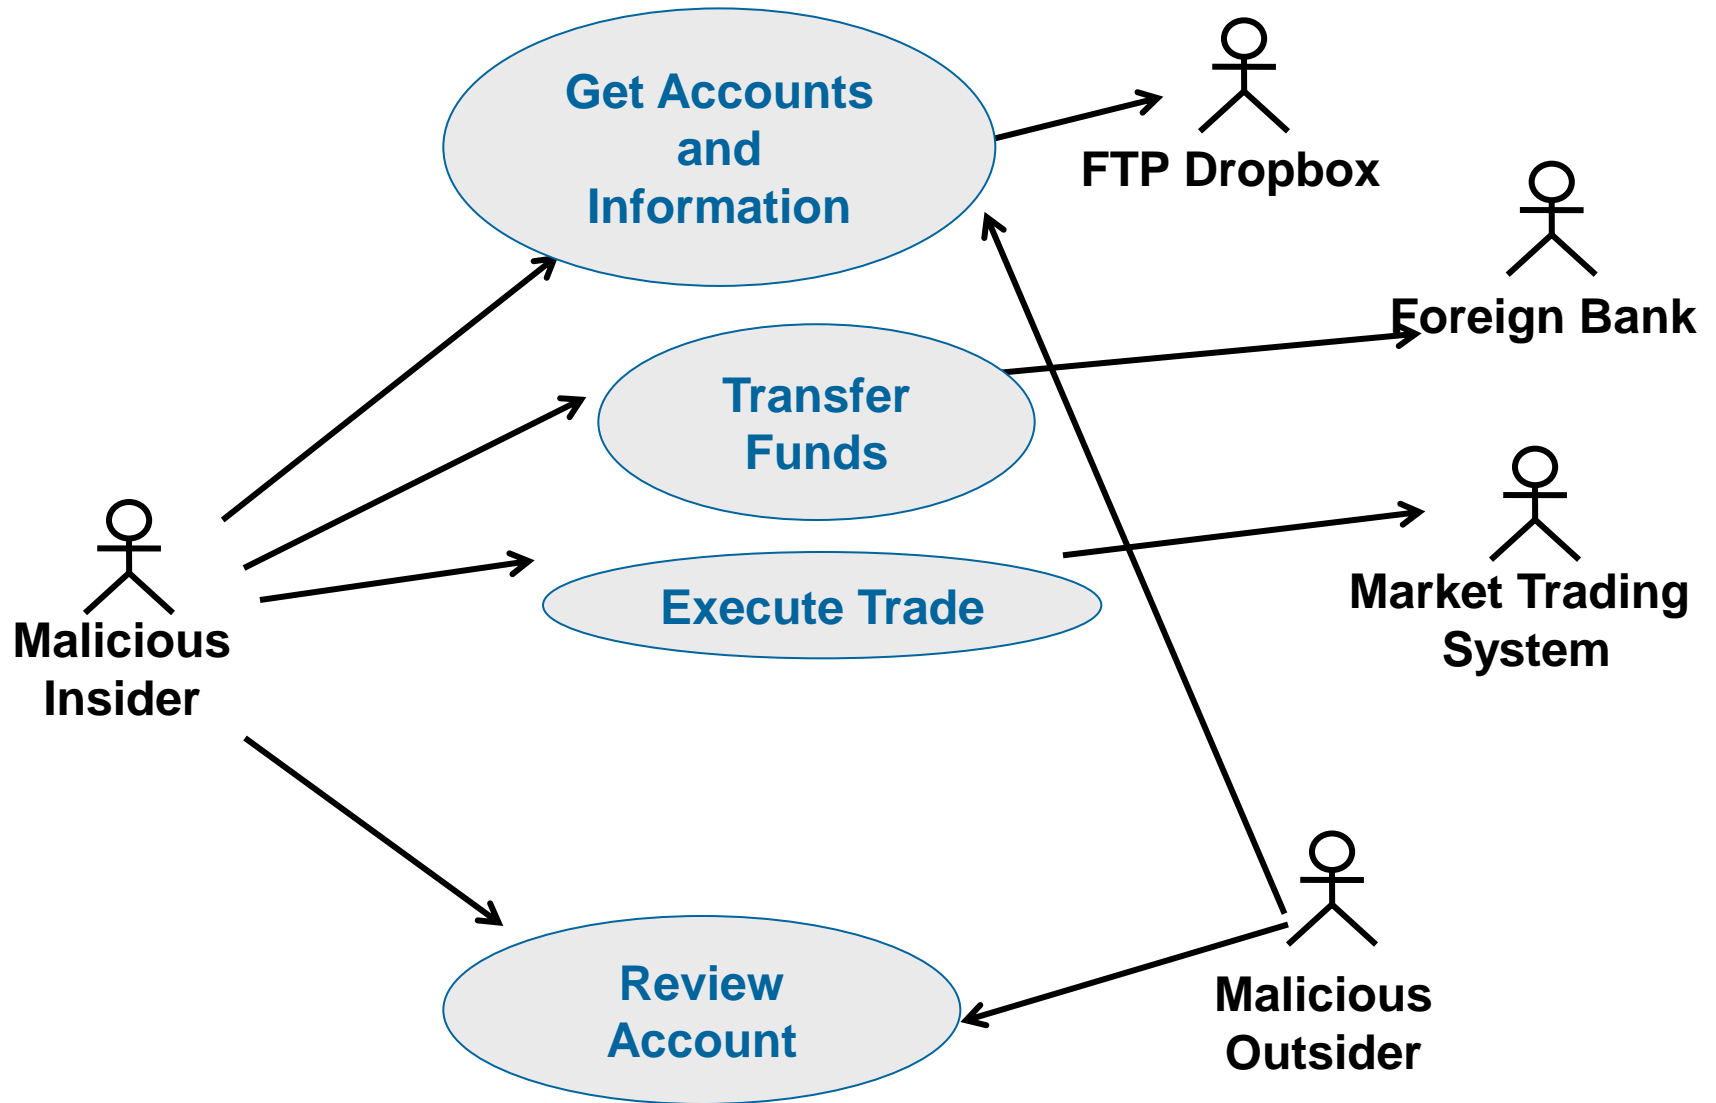 Get Accounts
and
Information
FTP Dropbox
Foreign Bank
Transfer
Funds
Execute Trade
Market Trading
System
Malicious
Insider
Review
Account
Malicious
Outsider